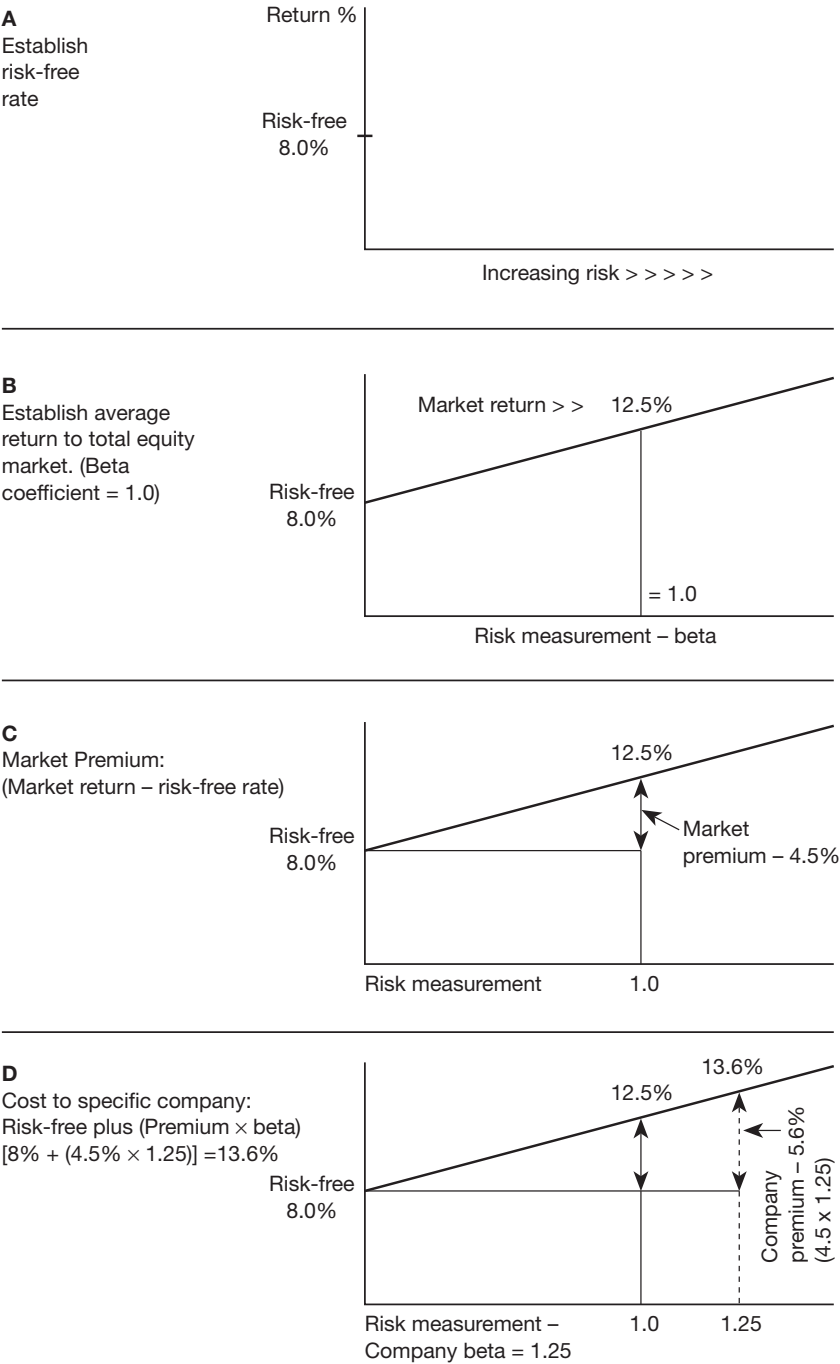 A
Establish
risk-free
rate
Return %
Risk-free
8.0%
Increasing risk > > > > >
B
Establish average
return to total equity
market. (Beta
coefficient = 1.0)
Market return > > 12.5%
Risk-free
8.0%
= 1.0
Risk measurement – beta
C
Market Premium:
(Market return – risk-free rate)
12.5%
Risk-free
8.0%
Market
premium – 4.5%
Risk measurement 1.0
D
Cost to specific company:
Risk-free plus (Premium × beta)
[8% + (4.5% × 1.25)] =13.6%
13.6%
12.5%
Risk-free
8.0%
Company
premium – 5.6%
(4.5 x 1.25)
Risk measurement – 1.0 1.25
Company beta = 1.25